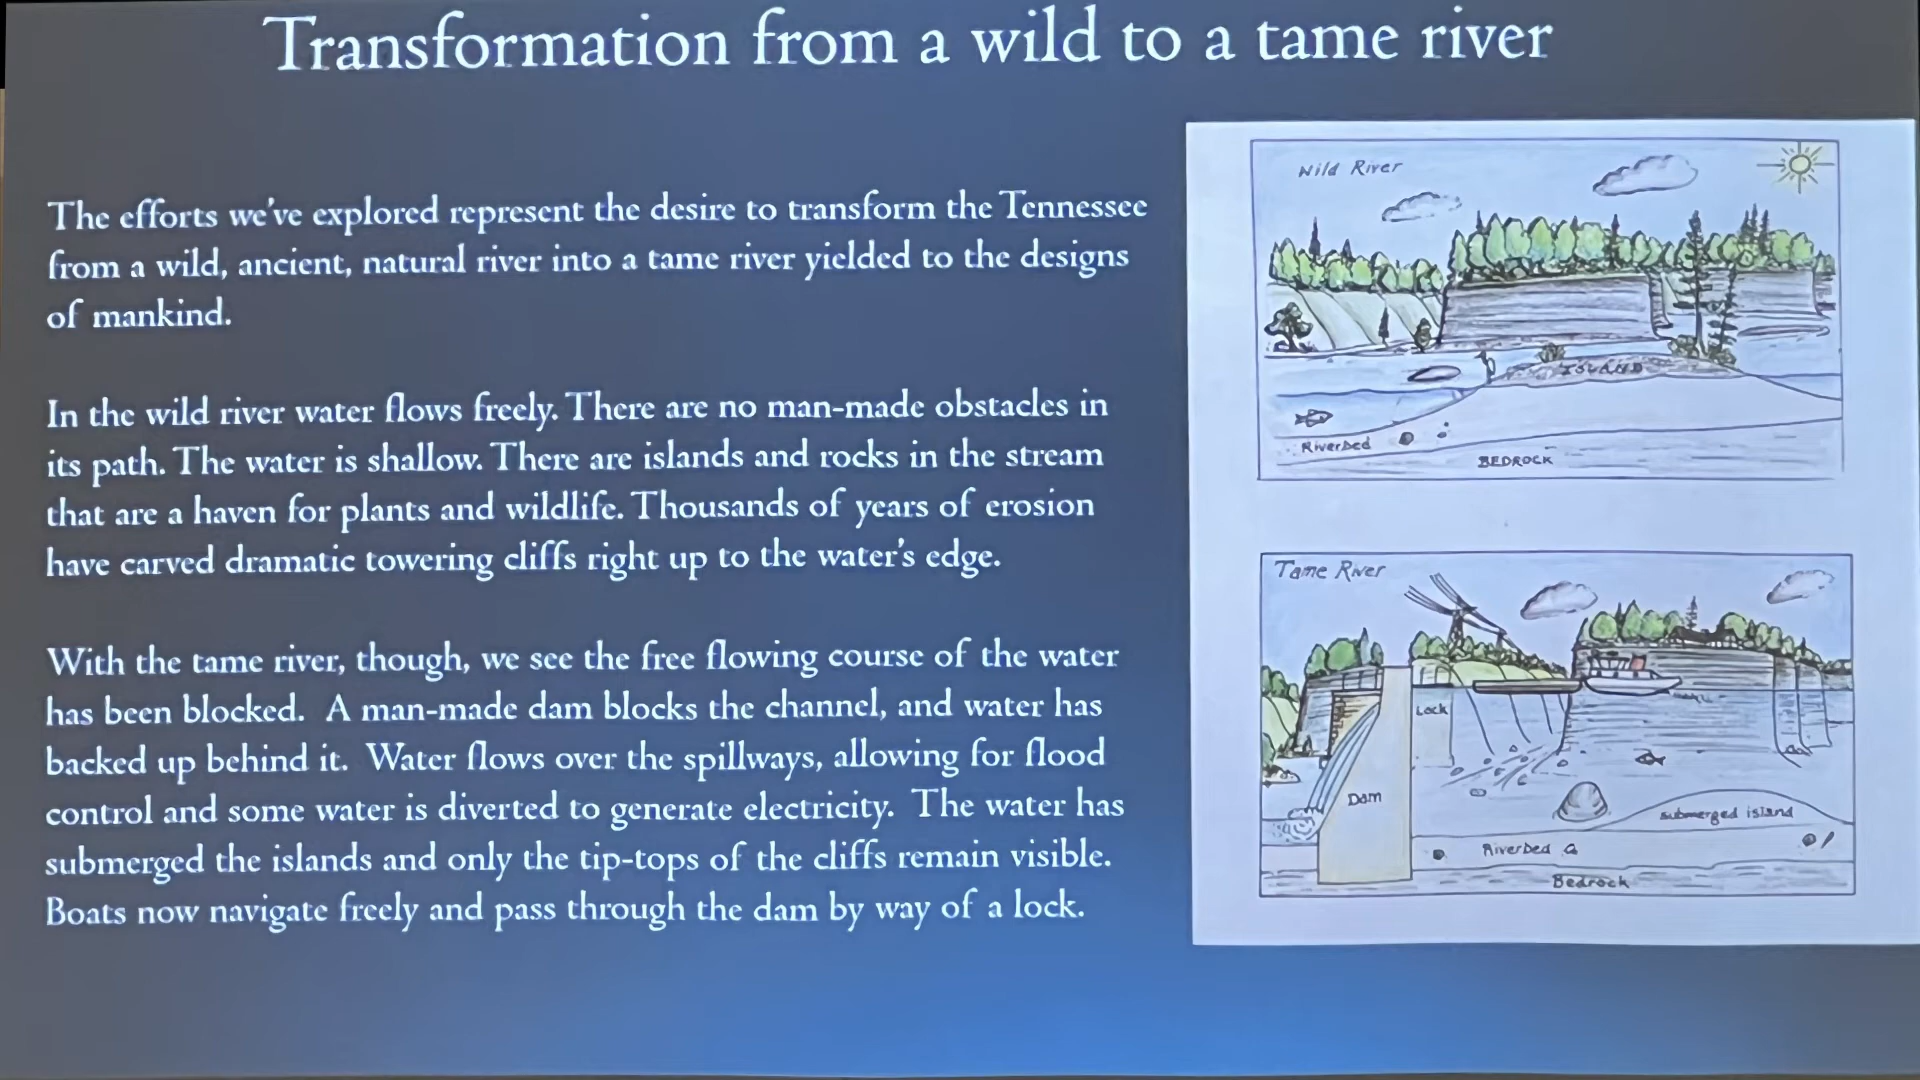 Transformation from a wild to a tame river
The efforts we've explored represent the desire to transform the Tennessee
from a wild, ancient, natural river into a tame river yielded to the designs
of mankind.
In the wild river water flows freely. There are no man-made obstacles in
its path. The water is shallow. There are islands and rocks in the stream
that are a haven for plants and wildlife. Thousands of years of erosion
have carved dramatic towering cliffs right up to the water's edge.
With the tame river, though, we see the free flowing course of the water
has been blocked. A man-made dam blocks the channel, and water has
backed up behind it. Water flows over the spillways, allowing for flood
control and some water is diverted to generate electricity. The water has
submerged the islands and only the tip-tops of the cliffs remain visible.
Boats now navigate freely and pass through the dam by way of a lock.
Wild River
ISLAND
Riverbed
BEDROCK
Tame River
Lock
Dam
submerged island
Riverbed
Bedrock